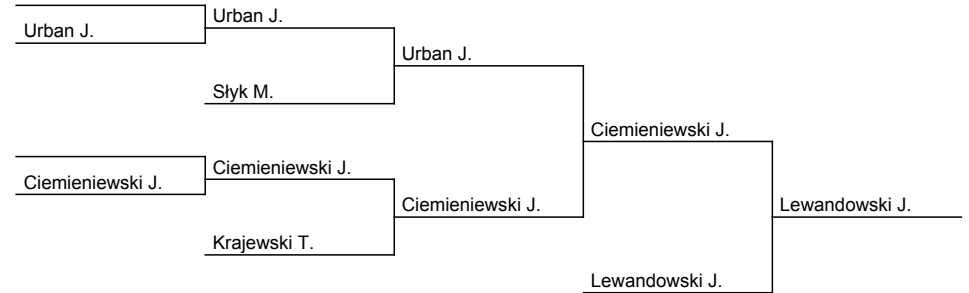 Urban J.
Urban J.
Urban J.
Słyk M.
Ciemieniewski J.
Ciemieniewski J.
Ciemieniewski J.
Ciemieniewski J.
Lewandowski J.
Krajewski T.
Lewandowski J.